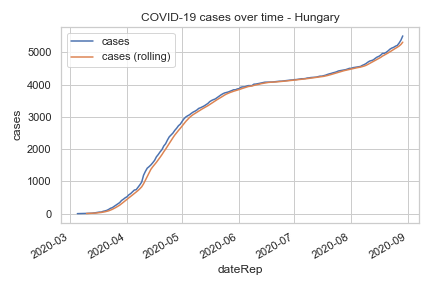 COVID-19 cases over time - Hungary
cases
cases (rolling)
cases
5000
4000
3000
2000
1000
0
2020-03
2020-04
2020-05
2020-06
2020-07
2020-08
2020-09
dateRep